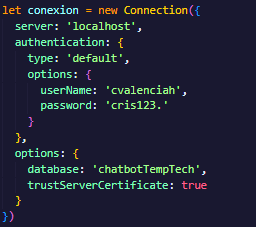 let conexion = new Connection({
  server: 'localhost',
  authentication: {
    type: 'default',
    options: {
      userName: 'cvalenciah',
      password: 'cris123.'
    }
  },
  options: {
    database: 'chatbotTempTech',
    trustServerCertificate: true
  }
})